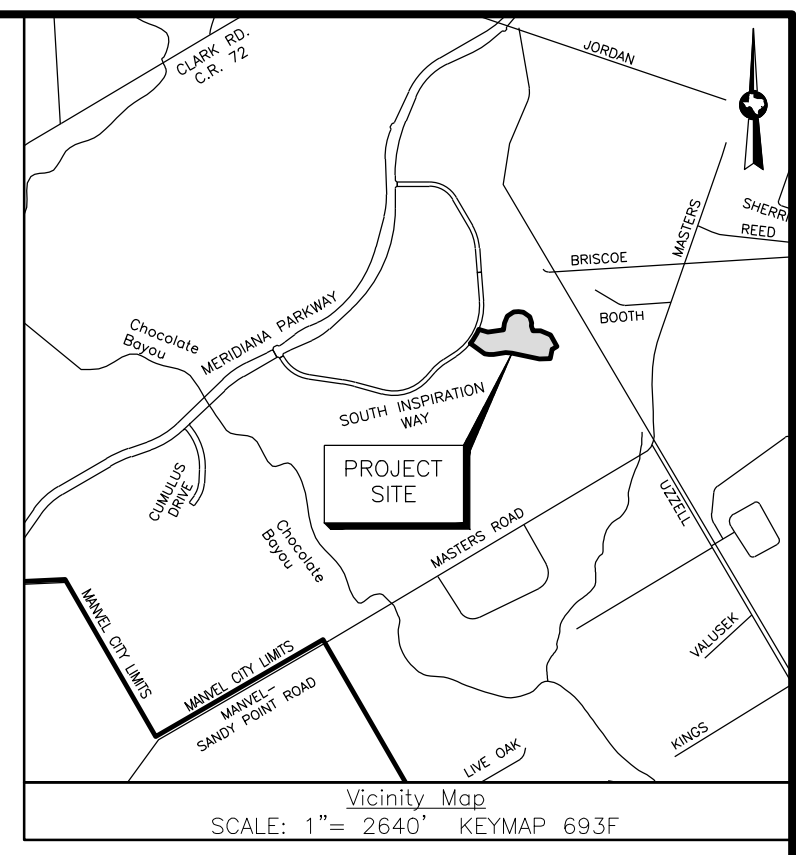 CLARK RD.
C.R. 72
JORDAN
MASTERS
REED
BRISCOE
BOOTH
Chocolate
Bayou
MERIDIANA PARKWAY
SOUTH INSPIRATION
WAY
PROJECT
SITE
CUMULUS
DRIVE
Chocolate
Bayou
MASTERS ROAD
UZZELL
MANVEL CITY LIMITS
MANVEL CITY LIMITS
MANVEL-
SANDY POINT ROAD
VALUSEK
KINGS
LIVE OAK
Vicinity Map
SCALE: 1"= 2640' KEYMAP 693F